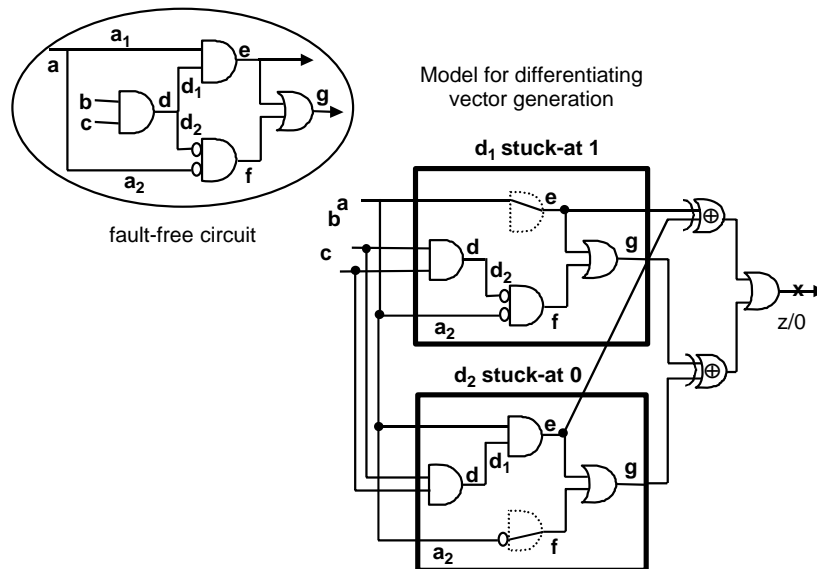 a₁
e
a
d₁
b
d
g
c
d₂
f
a₂
fault-free circuit
Model for differentiating
vector generation
d₁ stuck-at 1
a
e
b
c
d
g
d₂
a₂
f
x
z/0
d₂ stuck-at 0
e
d₁
d
g
a₂
f